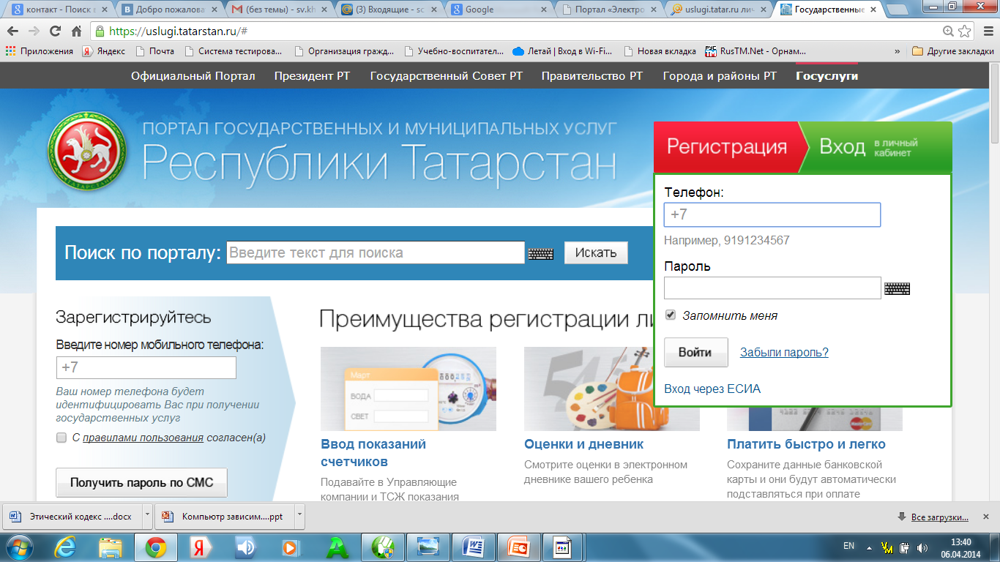 контакт - Поиск в
Добро пожалова
(без темы) - sv.kh
(3) Входящие - sc
Google
Портал «Электро
uslugi.tatar.ru ли
Государственные
https://uslugi.tatarstan.ru/#
Приложения
Яндекс
Почта
Система тестирова...
Организация гражд...
Учебно-воспитател...
Летай | Вход в Wi-Fi...
Новая вкладка
RusTM.Net - Орнам...
»
Другие закладки
Официальный Портал
Президент РТ
Государственный Совет РТ
Правительство РТ
Города и районы РТ
Госуслуги
ТАТАРСТАН
ПОРТАЛ ГОСУДАРСТВЕННЫХ И МУНИЦИПАЛЬНЫХ УСЛУГ
Республики Татарстан
Регистрация
Вход
в личный
кабинет
Телефон:
+7
Например, 9191234567
Пароль
Запомнить меня
Войти
Забыли пароль?
Вход через ЕСИА
Поиск по порталу:
Введите текст для поиска
Искать
Зарегистрируйтесь
Введите номер мобильного телефона:
+7
Ваш номер телефона будет
идентифицировать Вас при получении
государственных услуг
С правилами пользования согласен(а)
Получить пароль по СМС
Преимущества регистрации ли
Март
ВОДА
СВЕТ
Ввод показаний
счетчиков
Подавайте в Управляющие
компании и ТСЖ показания
Оценки и дневник
Смотрите оценки в электронном
дневнике вашего ребенка
MasterCard
Платить быстро и легко
Сохраните данные банковской
карты и они будут автоматически
подставляться при оплате
Этический кодекс ....docx
Компьютр зависим....ppt
Все загрузки...
EN
13:40
06.04.2014